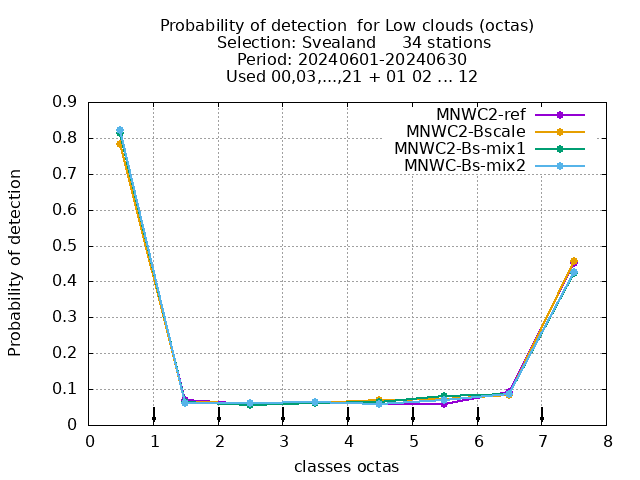 Probability of detection  for Low clouds (octas)
Selection: Svealand     34 stations
Period: 20240601-20240630
Used 00,03,...,21 + 01 02 ... 12
MNWC2-ref
MNWC2-Bscale
MNWC2-Bs-mix1
MNWC-Bs-mix2
Probability of detection
0.9
0.8
0.7
0.6
0.5
0.4
0.3
0.2
0.1
0
0 1 2 3 4 5 6 7 8
classes octas